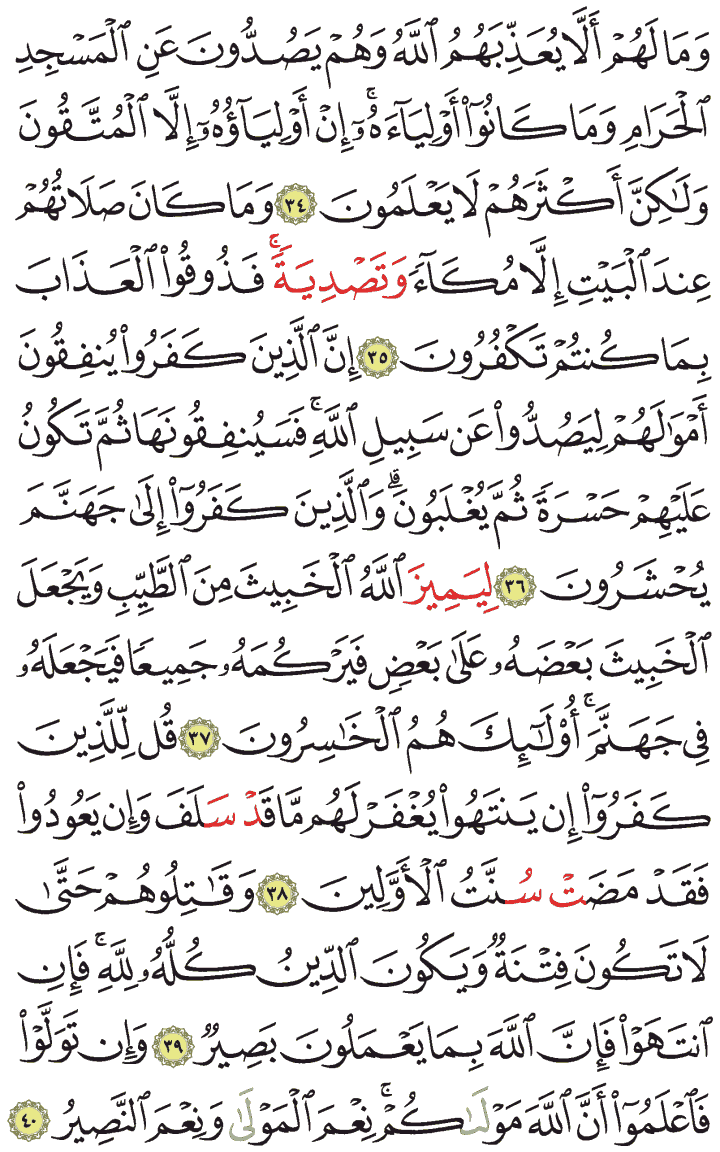 وَمَا لَهُمْ أَلَّا يُعَذِّبَهُمُ ٱللَّهُ وَهُمْ يَصُدُّونَ عَنِ ٱلْمَسْجِدِ
ٱلْحَرَامِ وَمَا كَانُوٓا۟ أَوْلِيَآءَهُۥٓ ۚ إِنْ أَوْلِيَآؤُهُۥٓ إِلَّا ٱلْمُتَّقُونَ
وَلَـٰكِنَّ أَكْثَرَهُمْ لَا يَعْلَمُونَ ٣٤ وَمَا كَانَ صَلَاتُهُمْ
عِندَ ٱلْبَيْتِ إِلَّا مُكَآءً وَتَصْدِيَةً ۚ فَذُوقُوا۟ ٱلْعَذَابَ
بِمَا كُنتُمْ تَكْفُرُونَ ٣٥ إِنَّ ٱلَّذِينَ كَفَرُوا۟ يُنفِقُونَ
أَمْوَٰلَهُمْ لِيَصُدُّوا۟ عَن سَبِيلِ ٱللَّهِ ۚ فَسَيُنفِقُونَهَا ثُمَّ تَكُونُ
عَلَيْهِمْ حَسْرَةً ثُمَّ يُغْلَبُونَ ۗ وَٱلَّذِينَ كَفَرُوٓا۟ إِلَىٰ جَهَنَّمَ
يُحْشَرُونَ ٣٦ لِيَمِيزَ ٱللَّهُ ٱلْخَبِيثَ مِنَ ٱلطَّيِّبِ وَيَجْعَلَ
ٱلْخَبِيثَ بَعْضَهُۥ عَلَىٰ بَعْضٍ فَيَرْكُمَهُۥ جَمِيعًا فَيَجْعَلَهُۥ
فِى جَهَنَّمَ ۚ أُو۟لَـٰٓئِكَ هُمُ ٱلْخَـٰسِرُونَ ٣٧ قُل لِّلَّذِينَ
كَفَرُوٓا۟ إِن يَنتَهُوا۟ يُغْفَرْ لَهُم مَّا قَدْ سَلَفَ وَإِن يَعُودُوا۟
فَقَدْ مَضَتْ سُنَّتُ ٱلْأَوَّلِينَ ٣٨ وَقَـٰتِلُوهُمْ حَتَّىٰ
لَا تَكُونَ فِتْنَةٌ وَيَكُونَ ٱلدِّينُ كُلُّهُۥ لِلَّهِ ۚ فَإِنِ
ٱنتَهَوْا۟ فَإِنَّ ٱللَّهَ بِمَا يَعْمَلُونَ بَصِيرٌ ٣٩ وَإِن تَوَلَّوْا۟
فَٱعْلَمُوٓا۟ أَنَّ ٱللَّهَ مَوْلَىٰكُمْ ۚ نِعْمَ ٱلْمَوْلَىٰ وَنِعْمَ ٱلنَّصِيرُ ٤٠